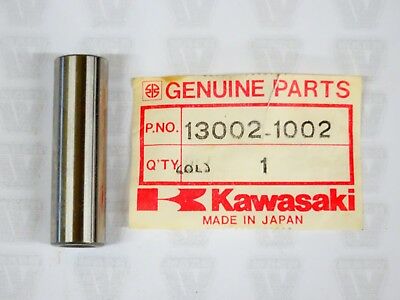 GENUINE PARTS
P.NO. 13002-1002
Q'TY 1
Kawasaki
MADE IN JAPAN